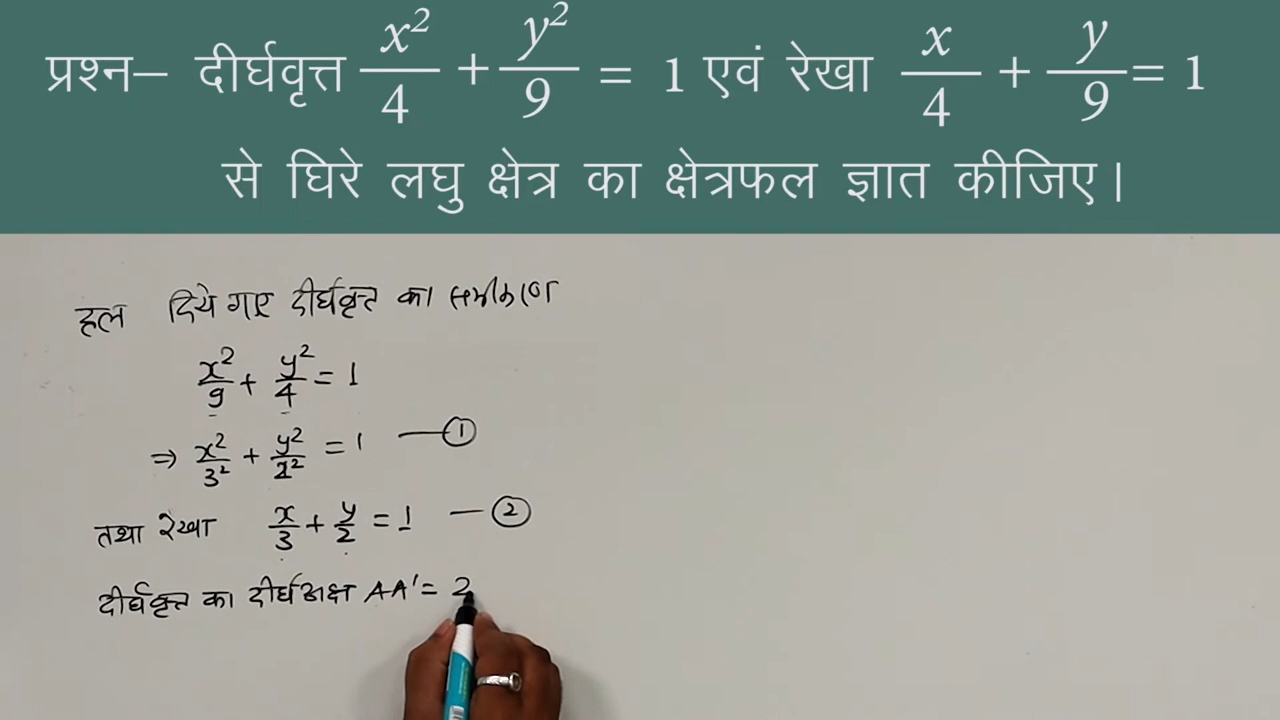 प्रश्न– दीर्घवृत्त x²/4 + y²/9 = 1 एवं रेखा x/4 + y/9 = 1
से घिरे लघु क्षेत्र का क्षेत्रफल ज्ञात कीजिए।
हल दिये गए दीर्घवृत्त का समीकरण
x²/9 + y²/4 = 1
⇒ x²/3² + y²/2² = 1 —①
तथा रेखा x/3 + y/2 = 1 —②
दीर्घवृत्त का दीर्घअक्ष AA' = 2